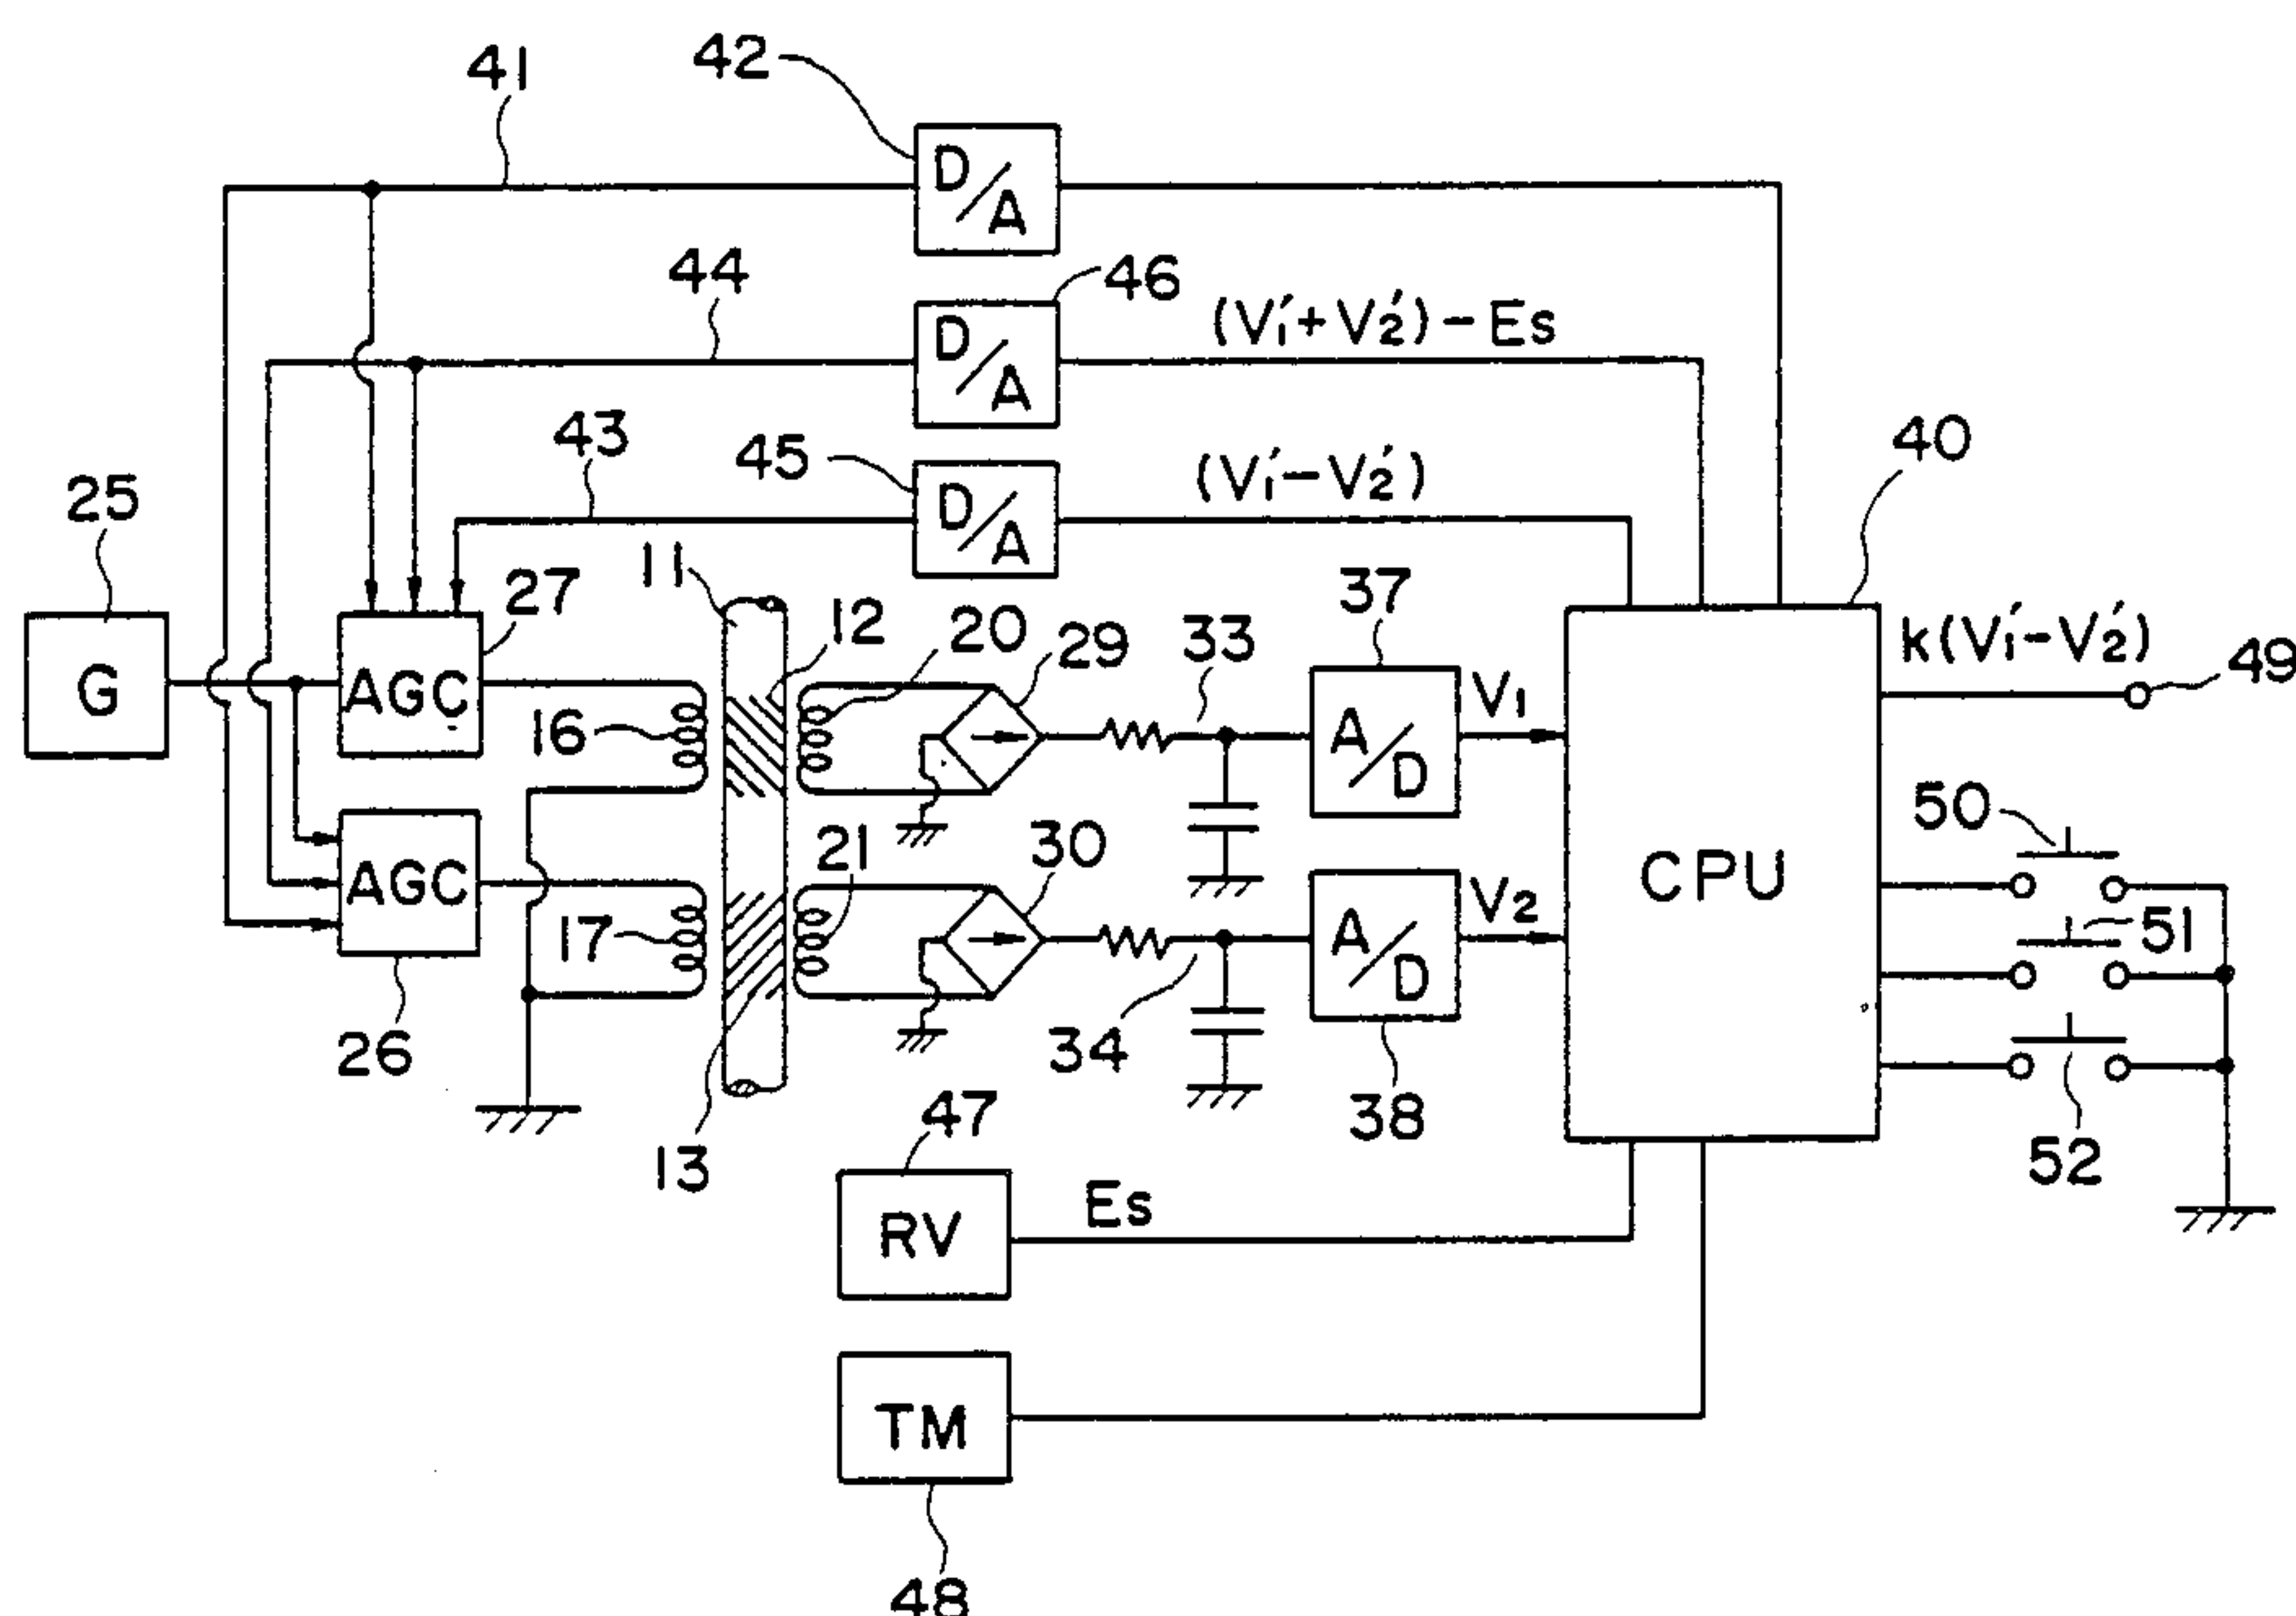 41
42
D/A
44
46
D/A
(V₁′+V₂′)-Es
43
45
D/A
(V₁′-V₂′)
40
25
G
27
AGC
11
12
20
29
33
37
A/D
V₁
k(V₁′-V₂′)
49
16
CPU
50
AGC
26
17
21
30
34
A/D
38
V₂
51
52
13
47
RV
Es
TM
48